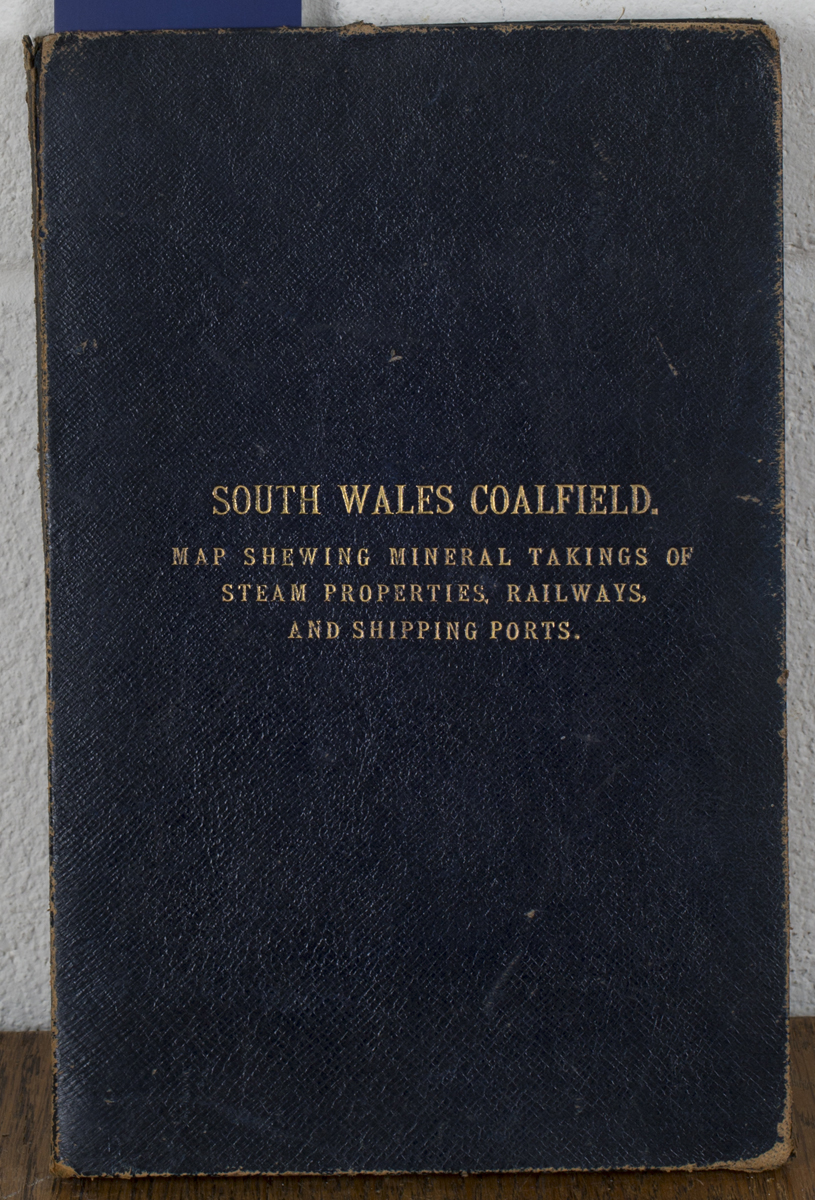 SOUTH WALES COALFIELD.
MAP SHEWING MINERAL TAKINGS OF
STEAM PROPERTIES, RAILWAYS,
AND SHIPPING PORTS.